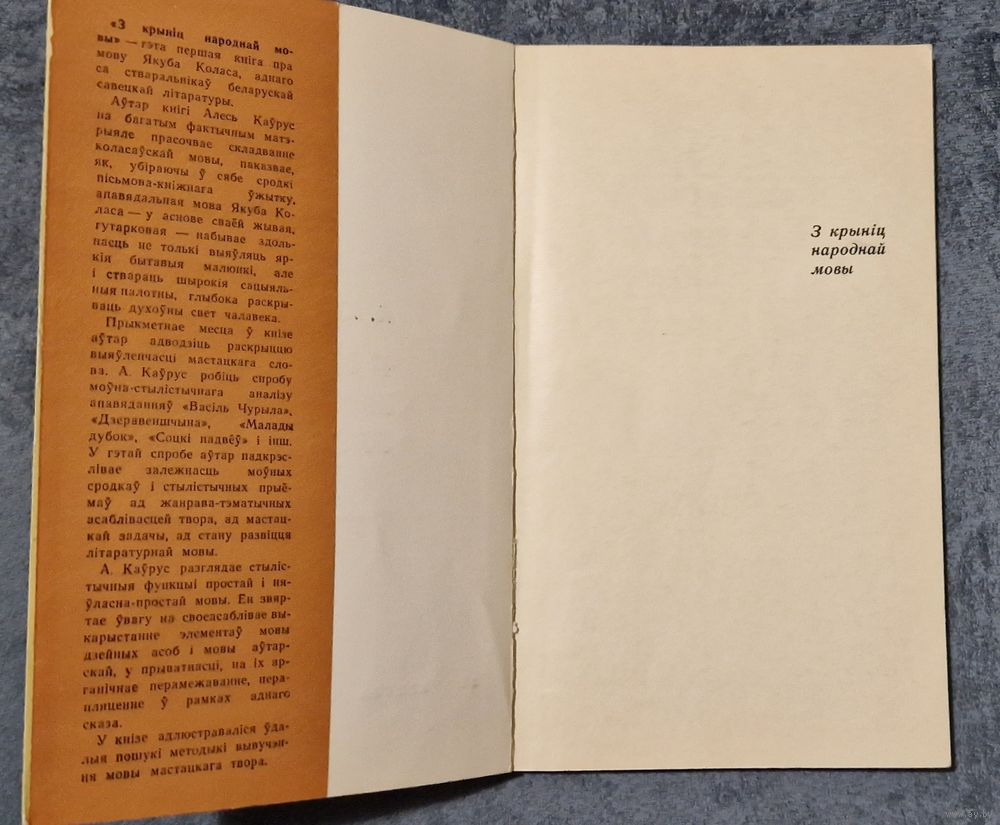 «З крыніц народнай мо-
вы» — гэта першая кніга пра
мову Якуба Коласа, аднаго
са стваральнікаў беларускай
савецкай літаратуры.
Аўтар кнігі Алесь Каўрус
на багатым фактычным матэ-
рыяле прасочвае складванне
коласаўскай мовы, паказвае,
як, убіраючы ў сябе сродкі
пісьмова-кніжнага ўжытку,
апавядальная мова Якуба Ко-
ласа — у аснове сваёй жывая,
гутарковая — набывае здоль-
насць не толькі выяўляць яр-
кія бытавыя малюнкі, але
і ствараць шырокія сацыяль-
ныя палотны, глыбока раскры-
ваць духоўны свет чалавека.
Прыкметнае месца ў кнізе
аўтар адводзіць раскрыццю
выяўленчасці мастацкага сло-
ва. А. Каўрус робіць спробу
моўна-стылістычнага аналізу
апавяданняў «Васіль Чурыла»,
«Дзеравеншчына», «Малады
дубок», «Соцкі падвёў» і інш.
У гэтай спробе аўтар падкрэс-
лівае залежнасць моўных
сродкаў і стылістычных прыё-
маў ад жанрава-тэматычных
асаблівасцей твора, ад мастац-
кай задачы, ад стану развіцця
літаратурнай мовы.
А. Каўрус разглядае стыліс-
тычныя функцыі простай і ня-
ўласна-простай мовы. Ён звяр-
тае ўвагу на своеасаблівае вы-
карыстанне элементаў мовы
дзейных асоб і мовы аўтар-
скай, у прыватнасці, на іх ар-
ганічнае перамежаванне, пера-
пляценне ў рамках аднаго
сказа.
У кнізе адлюстраваліся ўда-
лыя пошукі методыкі вывучэн-
ня мовы мастацкага твора.
З крыніц
народнай
мовы
www.ay.by